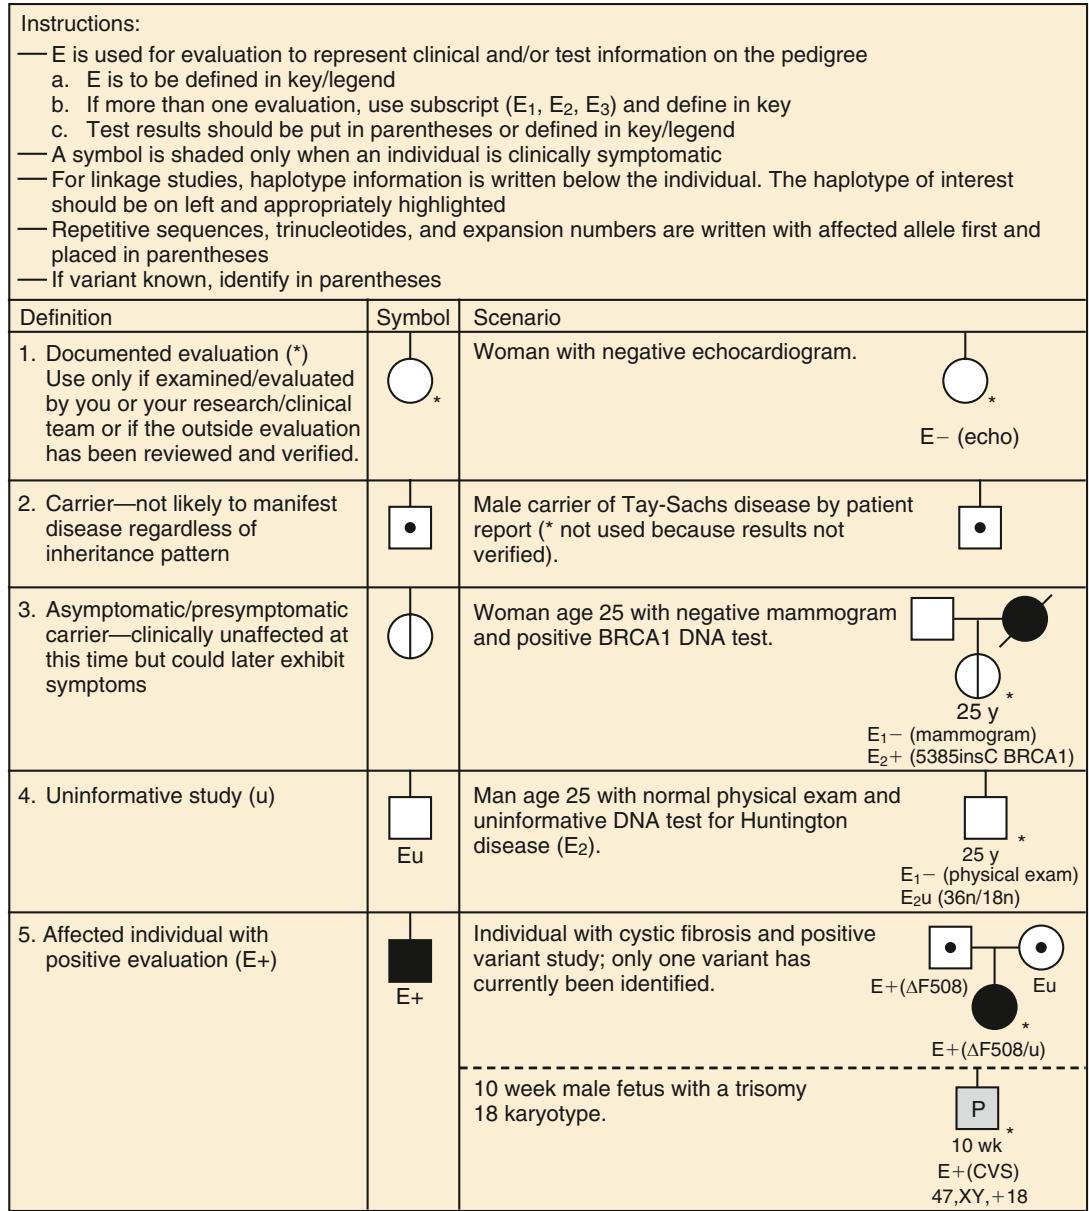 Instructions:
— E is used for evaluation to represent clinical and/or test information on the pedigree
a. E is to be defined in key/legend
b. If more than one evaluation, use subscript (E₁, E₂, E₃) and define in key
c. Test results should be put in parentheses or defined in key/legend
— A symbol is shaded only when an individual is clinically symptomatic
— For linkage studies, haplotype information is written below the individual. The haplotype of interest
should be on left and appropriately highlighted
— Repetitive sequences, trinucleotides, and expansion numbers are written with affected allele first and
placed in parentheses
— If variant known, identify in parentheses
Definition
Symbol
Scenario
1. Documented evaluation (*)
Use only if examined/evaluated
by you or your research/clinical
team or if the outside evaluation
has been reviewed and verified.
*
Woman with negative echocardiogram.
*
E− (echo)
2. Carrier—not likely to manifest
disease regardless of
inheritance pattern
Male carrier of Tay-Sachs disease by patient
report (* not used because results not
verified).
3. Asymptomatic/presymptomatic
carrier—clinically unaffected at
this time but could later exhibit
symptoms
Woman age 25 with negative mammogram
and positive BRCA1 DNA test.
*
25 y
E₁− (mammogram)
E₂+ (5385insC BRCA1)
4. Uninformative study (u)
Eu
Man age 25 with normal physical exam and
uninformative DNA test for Huntington
disease (E₂).
*
25 y
E₁− (physical exam)
E₂u (36n/18n)
5. Affected individual with
positive evaluation (E+)
E+
Individual with cystic fibrosis and positive
variant study; only one variant has
currently been identified.
E+(ΔF508)
Eu
*
E+(ΔF508/u)
10 week male fetus with a trisomy
18 karyotype.
P
*
10 wk
E+(CVS)
47,XY,+18